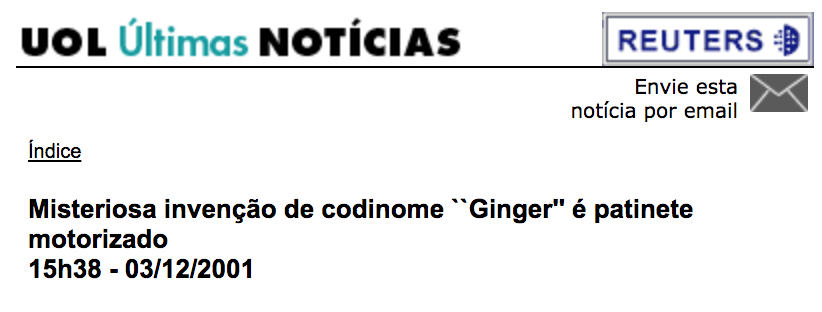 UOL Últimas NOTÍCIAS
REUTERS
Envie esta
notícia por email
Índice
Misteriosa invenção de codinome ``Ginger'' é patinete
motorizado
15h38 - 03/12/2001